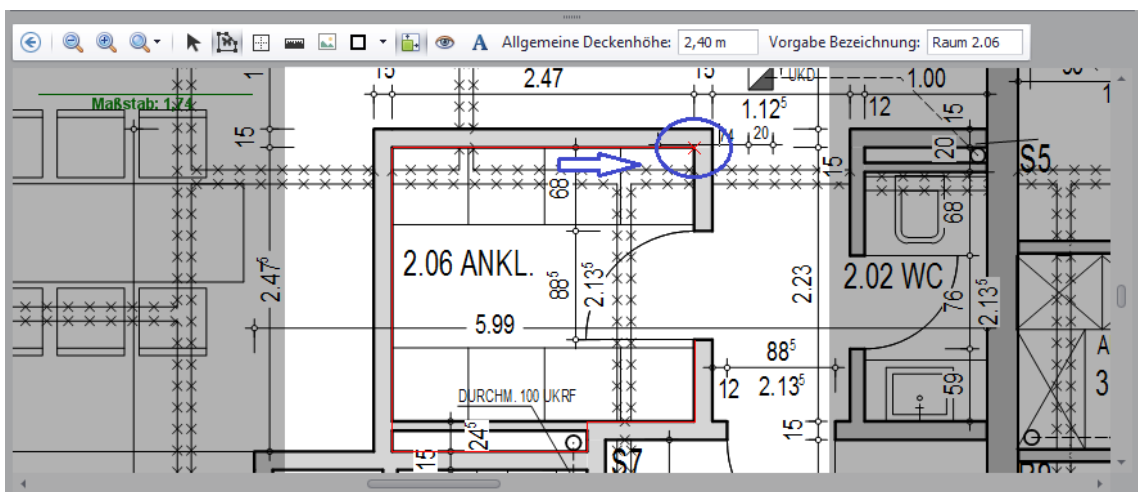 Allgemeine Deckenhöhe: 2,40 m Vorgabe Bezeichnung: Raum 2.06
15 2.47 15 UKD 1.00
Maßstab: 1:74
1.12⁵ 12
15 74 20 15
15 20 S5
68 68
2.06 ANKL. 2.02 WC
2.47⁵ 88⁵ 2.13⁵ 2.23 76 2.13⁵
5.99
88⁵ A
12 2.13⁵ 59 3
DURCHM. 100 UKRF
24⁵ 15
15 S7